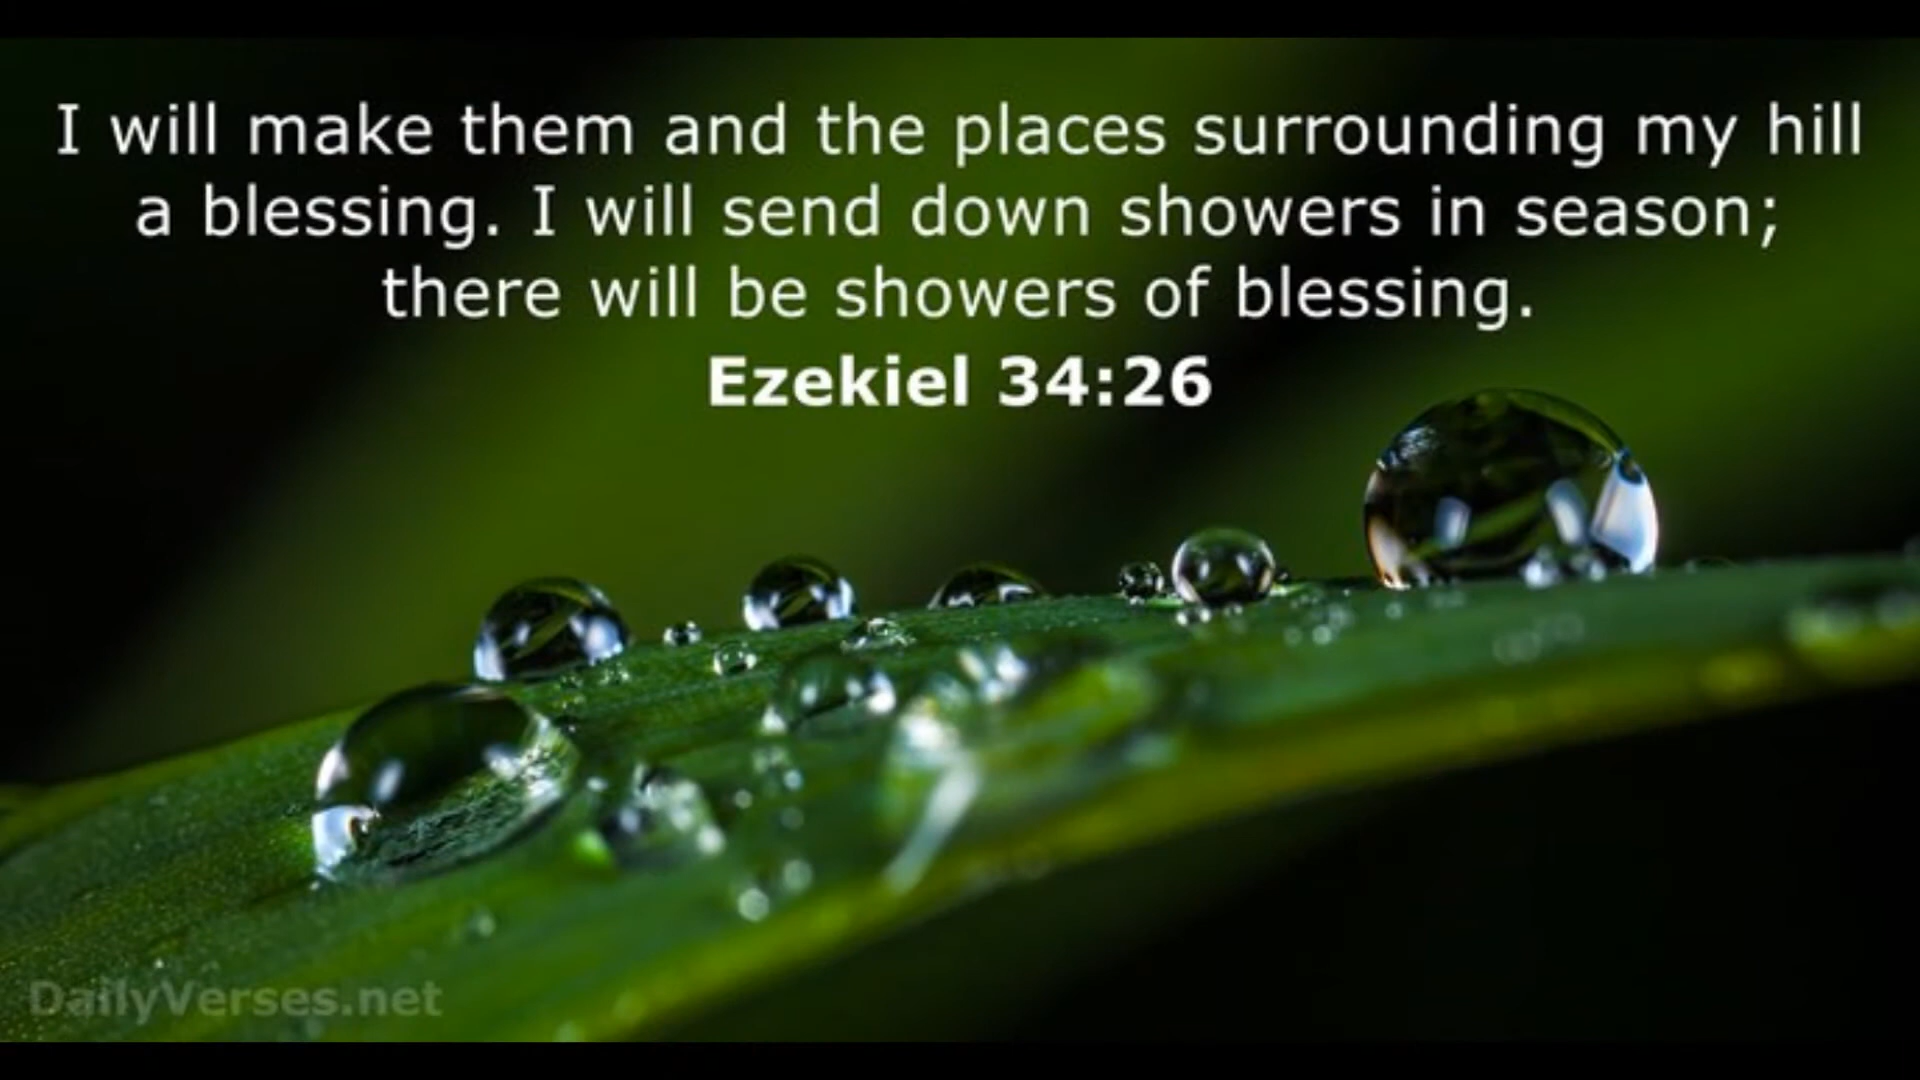 I will make them and the places surrounding my hill
a blessing. I will send down showers in season;
there will be showers of blessing.
Ezekiel 34:26
DailyVerses.net